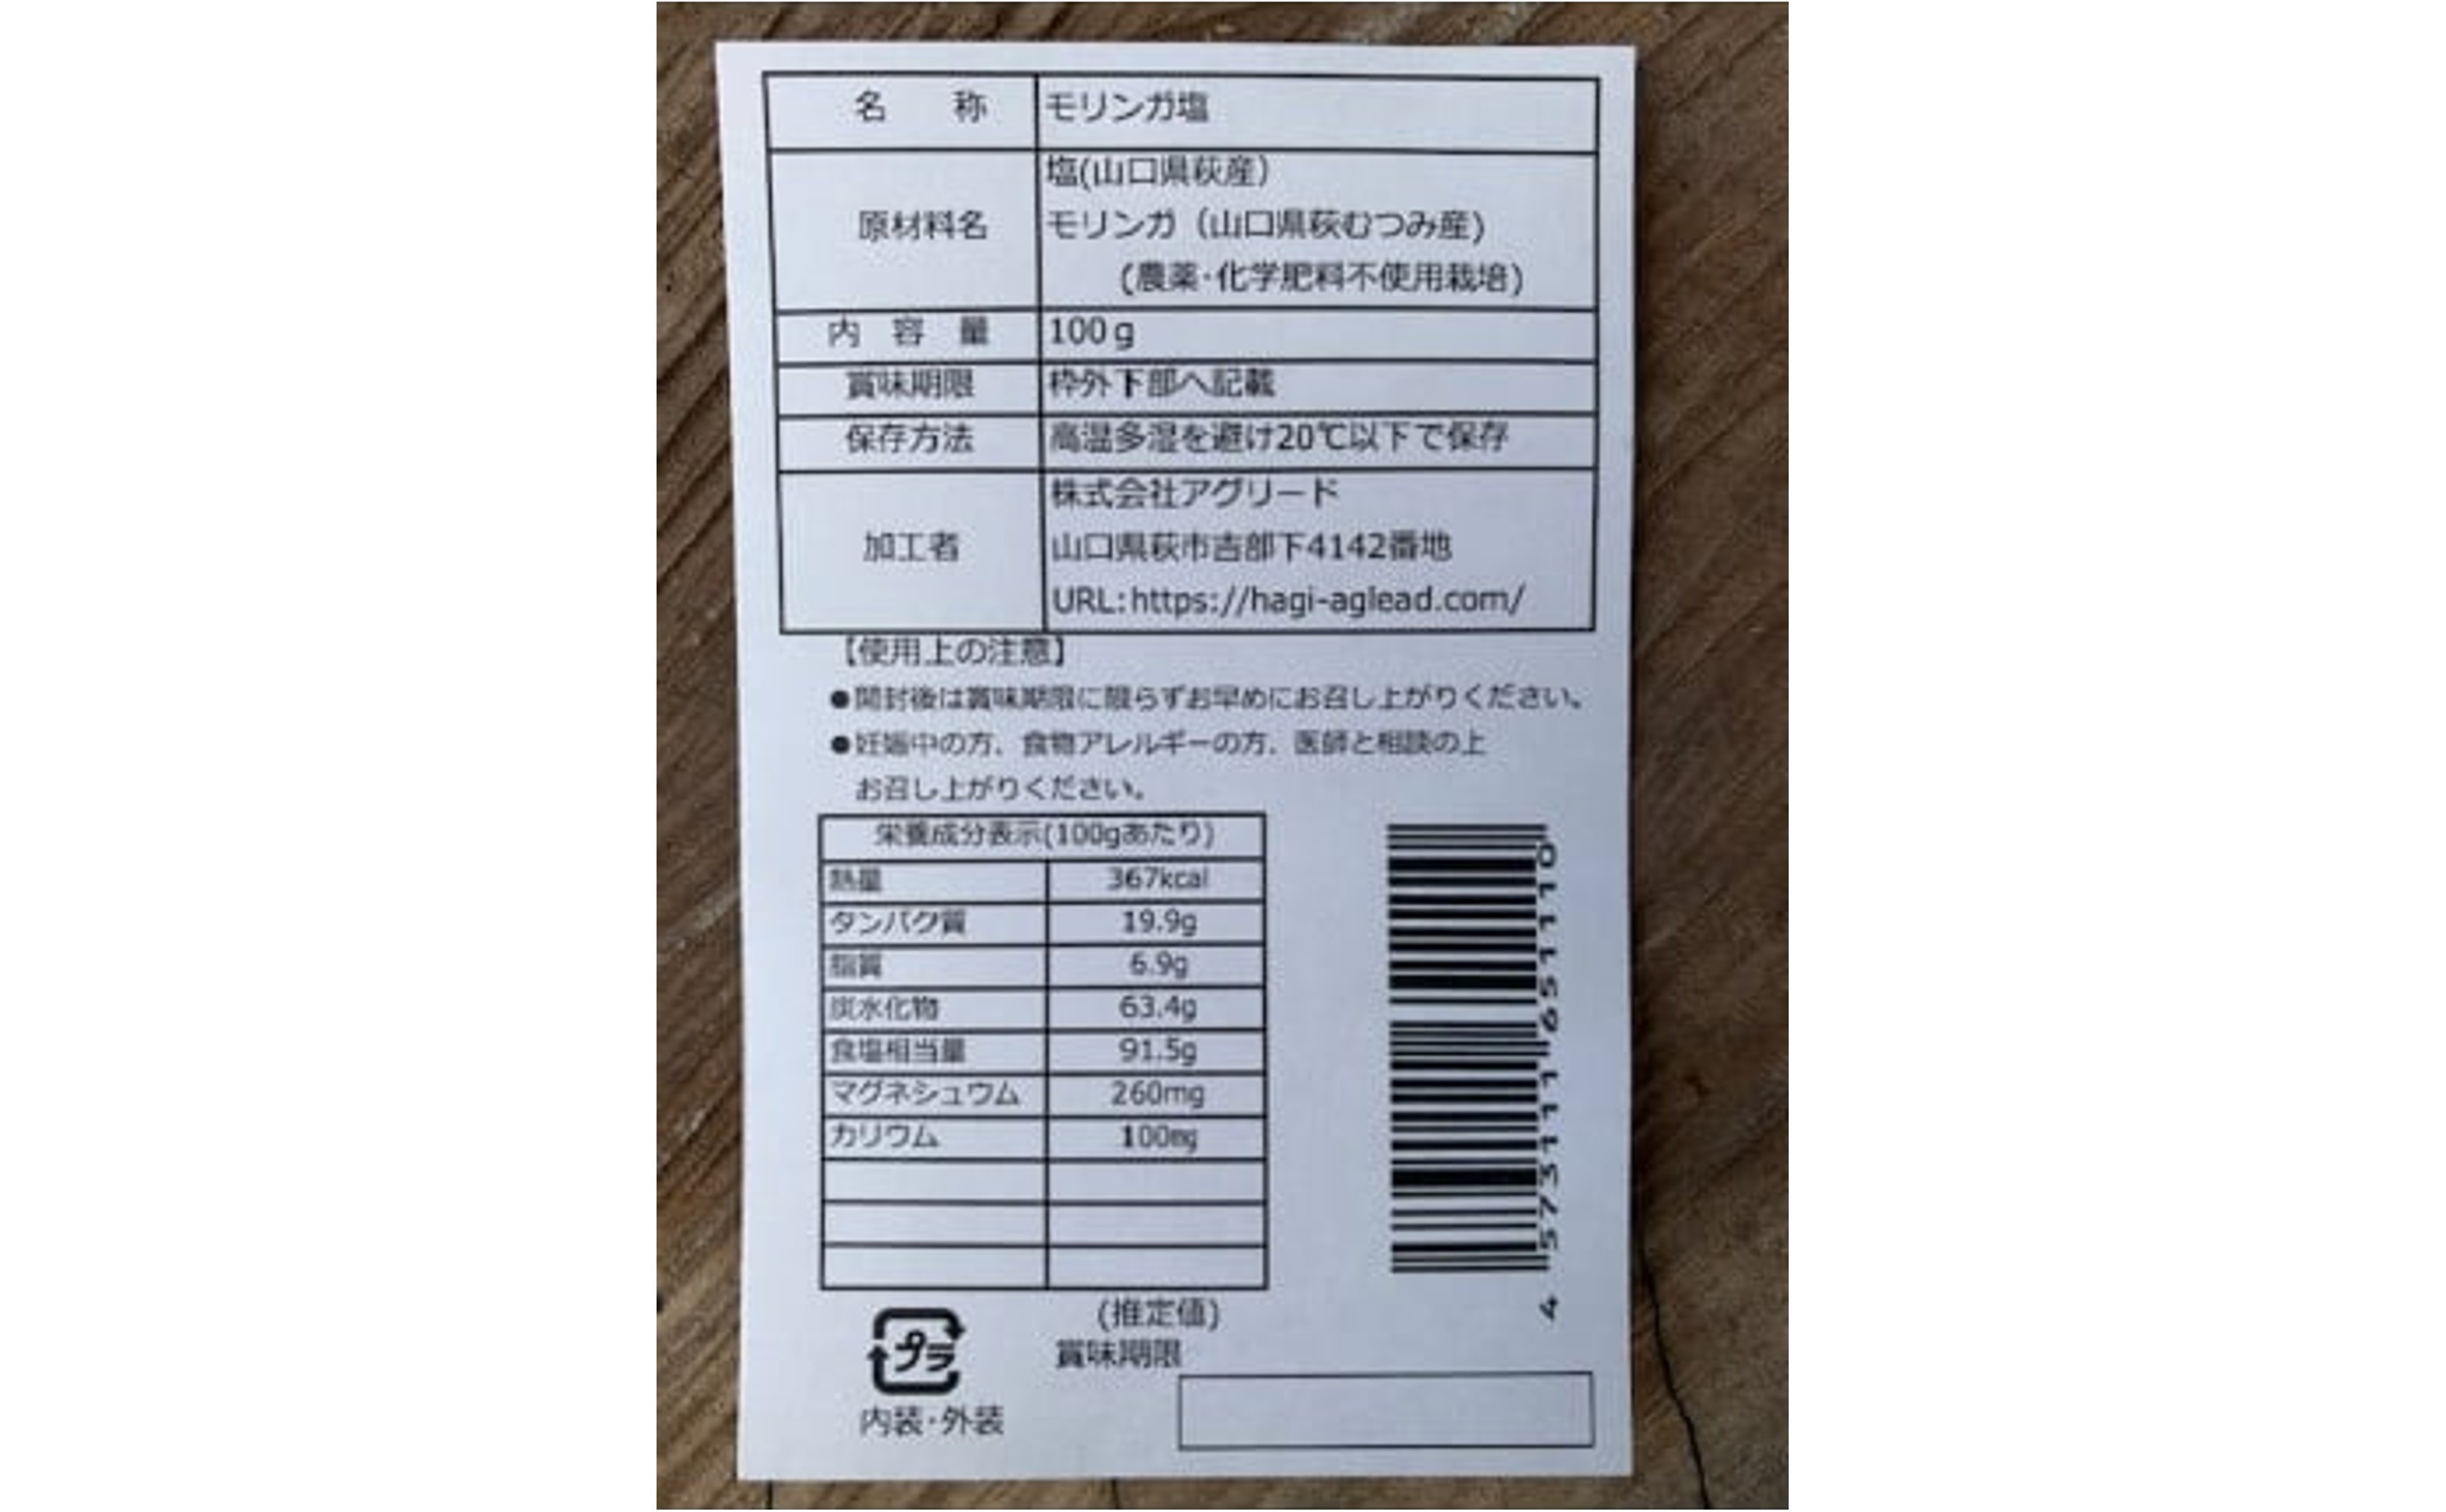 名　称 モリンガ塩
原材料名 塩(山口県萩産)
モリンガ（山口県萩むつみ産)
(農薬・化学肥料不使用栽培)
内 容 量 100g
賞味期限 枠外下部へ記載
保存方法 高温多湿を避け20℃以下で保存
加工者 株式会社アグリード
山口県萩市吉部下4142番地
URL:https://hagi-aglead.com/
【使用上の注意】
●開封後は賞味期限に限らずお早めにお召し上がりください。
●妊娠中の方、食物アレルギーの方、医師と相談の上
お召し上がりください。
栄養成分表示(100gあたり)
熱量 367kcal
タンパク質 19.9g
脂質 6.9g
炭水化物 63.4g
食塩相当量 91.5g
マグネシュウム 260mg
カリウム 100mg
(推定値)
賞味期限
プラ
内装・外装
4 573111 651110